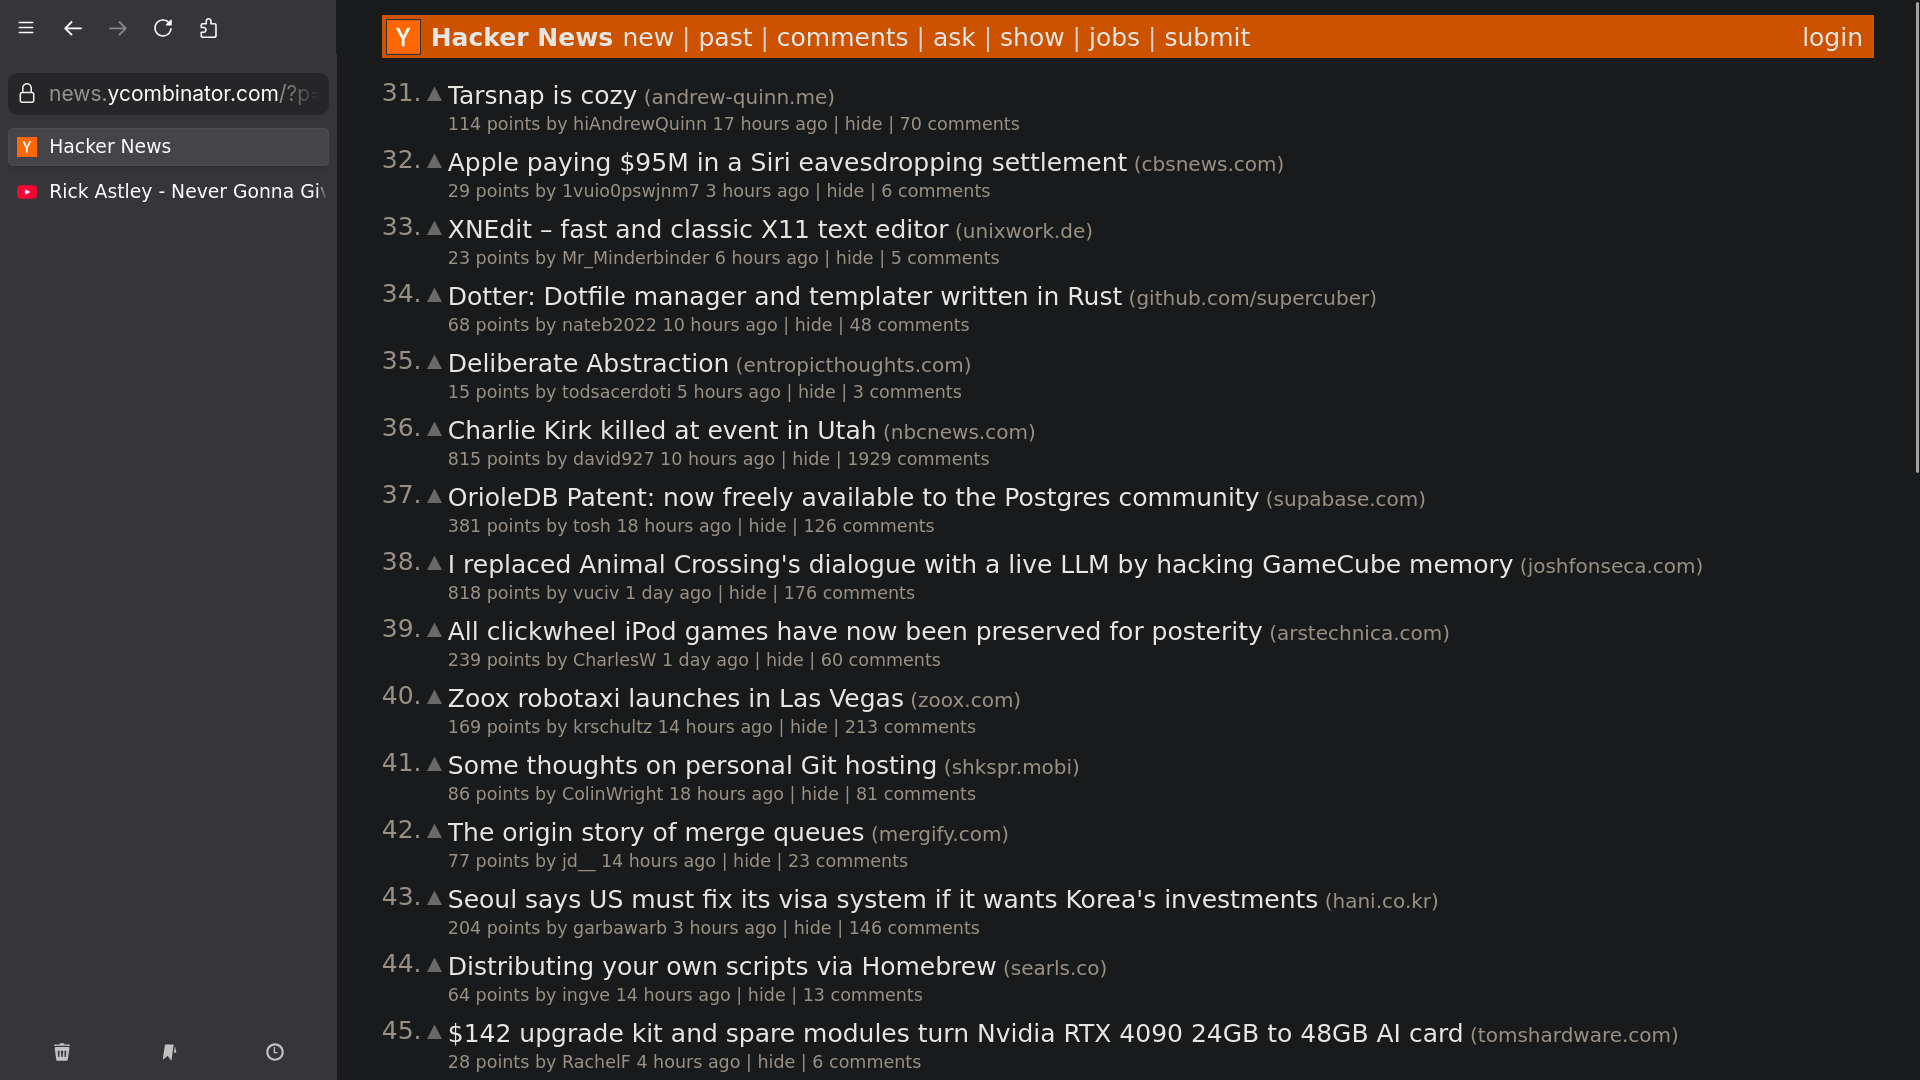 Hacker News new | past | comments | ask | show | jobs | submit login
news.ycombinator.com/?p=
Hacker News
Rick Astley - Never Gonna Giv
31. Tarsnap is cozy (andrew-quinn.me)
114 points by hiAndrewQuinn 17 hours ago | hide | 70 comments
32. Apple paying $95M in a Siri eavesdropping settlement (cbsnews.com)
29 points by 1vuio0pswjnm7 3 hours ago | hide | 6 comments
33. XNEdit – fast and classic X11 text editor (unixwork.de)
23 points by Mr_Minderbinder 6 hours ago | hide | 5 comments
34. Dotter: Dotfile manager and templater written in Rust (github.com/supercuber)
68 points by nateb2022 10 hours ago | hide | 48 comments
35. Deliberate Abstraction (entropicthoughts.com)
15 points by todsacerdoti 5 hours ago | hide | 3 comments
36. Charlie Kirk killed at event in Utah (nbcnews.com)
815 points by david927 10 hours ago | hide | 1929 comments
37. OrioleDB Patent: now freely available to the Postgres community (supabase.com)
381 points by tosh 18 hours ago | hide | 126 comments
38. I replaced Animal Crossing's dialogue with a live LLM by hacking GameCube memory (joshfonseca.com)
818 points by vuciv 1 day ago | hide | 176 comments
39. All clickwheel iPod games have now been preserved for posterity (arstechnica.com)
239 points by CharlesW 1 day ago | hide | 60 comments
40. Zoox robotaxi launches in Las Vegas (zoox.com)
169 points by krschultz 14 hours ago | hide | 213 comments
41. Some thoughts on personal Git hosting (shkspr.mobi)
86 points by ColinWright 18 hours ago | hide | 81 comments
42. The origin story of merge queues (mergify.com)
77 points by jd__ 14 hours ago | hide | 23 comments
43. Seoul says US must fix its visa system if it wants Korea's investments (hani.co.kr)
204 points by garbawarb 3 hours ago | hide | 146 comments
44. Distributing your own scripts via Homebrew (searls.co)
64 points by ingve 14 hours ago | hide | 13 comments
45. $142 upgrade kit and spare modules turn Nvidia RTX 4090 24GB to 48GB AI card (tomshardware.com)
28 points by RachelF 4 hours ago | hide | 6 comments